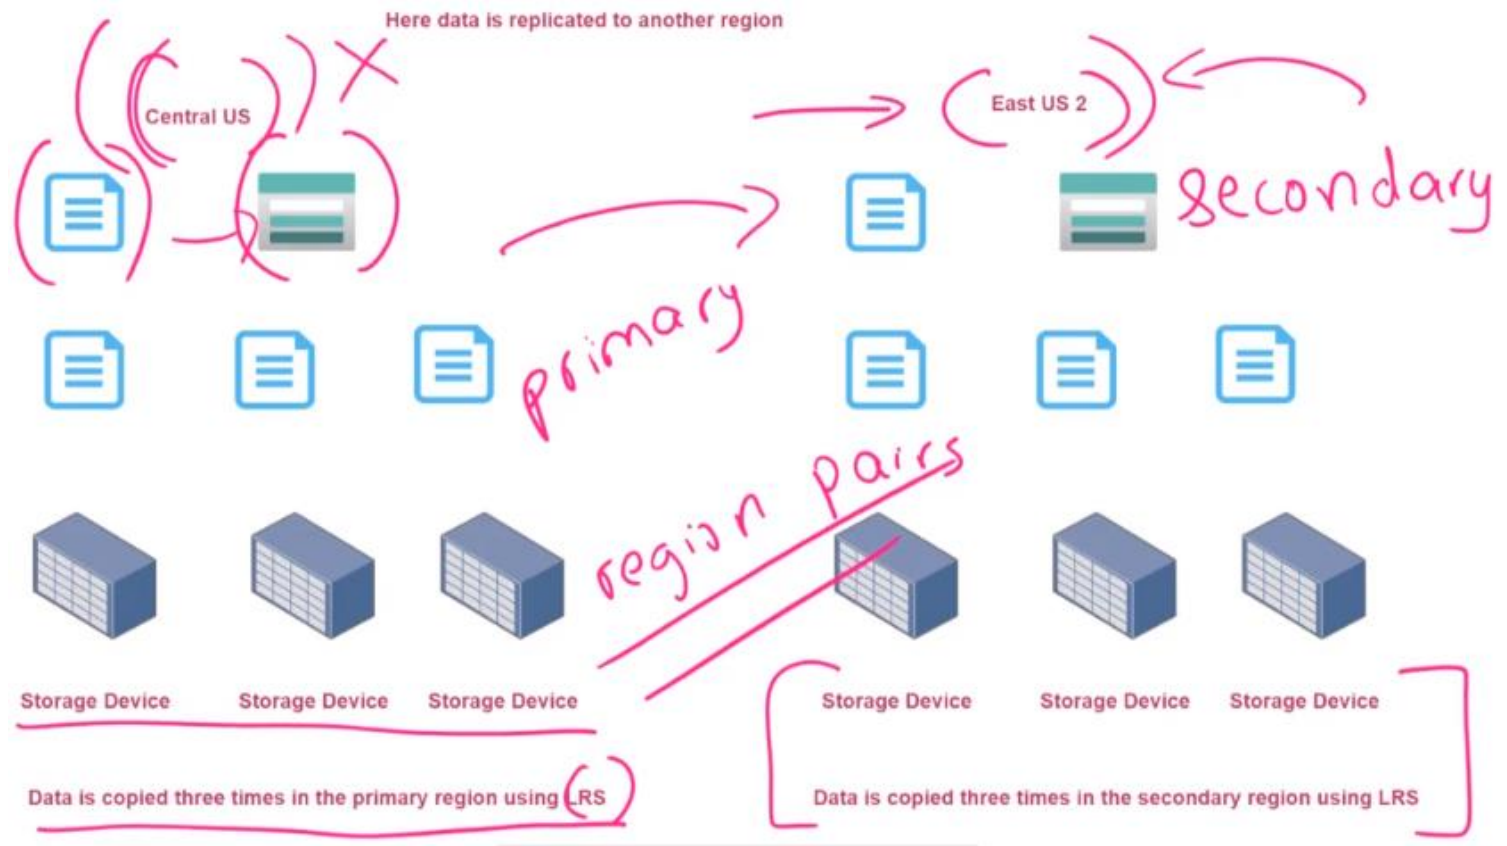 Here data is replicated to another region
Central US
East US 2
secondary
primary
region pairs
Storage Device Storage Device Storage Device
Storage Device Storage Device Storage Device
Data is copied three times in the primary region using LRS
Data is copied three times in the secondary region using LRS